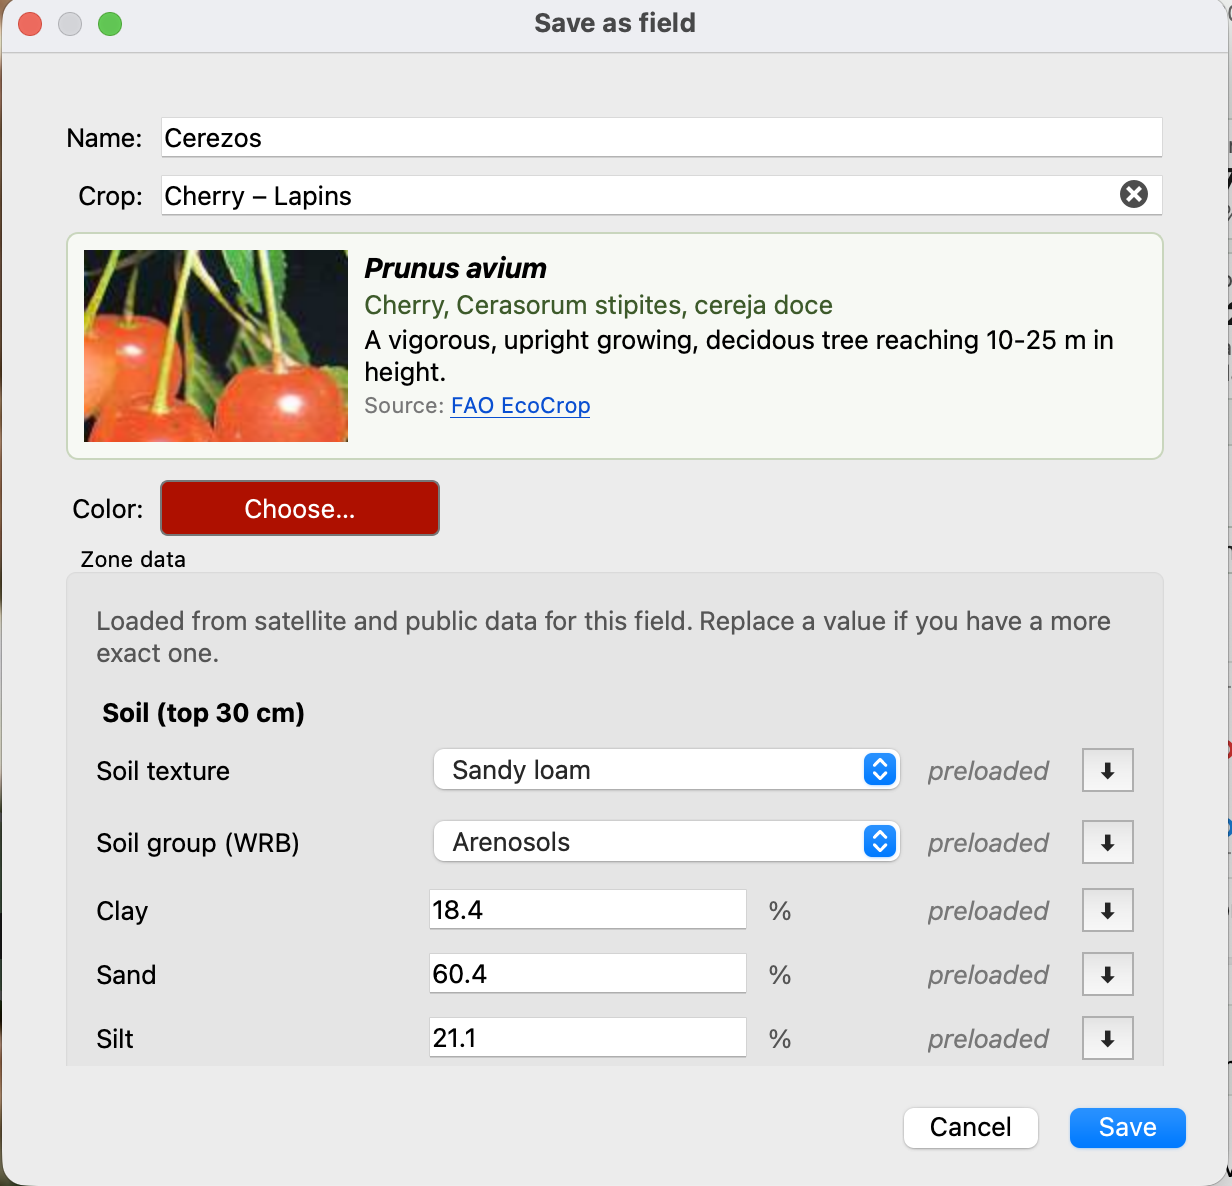 Save as field
Name: Cerezos
Crop: Cherry – Lapins
Prunus avium
Cherry, Cerasorum stipites, cereja doce
A vigorous, upright growing, decidous tree reaching 10-25 m in
height.
Source: FAO EcoCrop
Color: Choose...
Zone data
Loaded from satellite and public data for this field. Replace a value if you have a more
exact one.
Soil (top 30 cm)
Soil texture Sandy loam preloaded
Soil group (WRB) Arenosols preloaded
Clay 18.4 % preloaded
Sand 60.4 % preloaded
Silt 21.1 % preloaded
Cancel Save